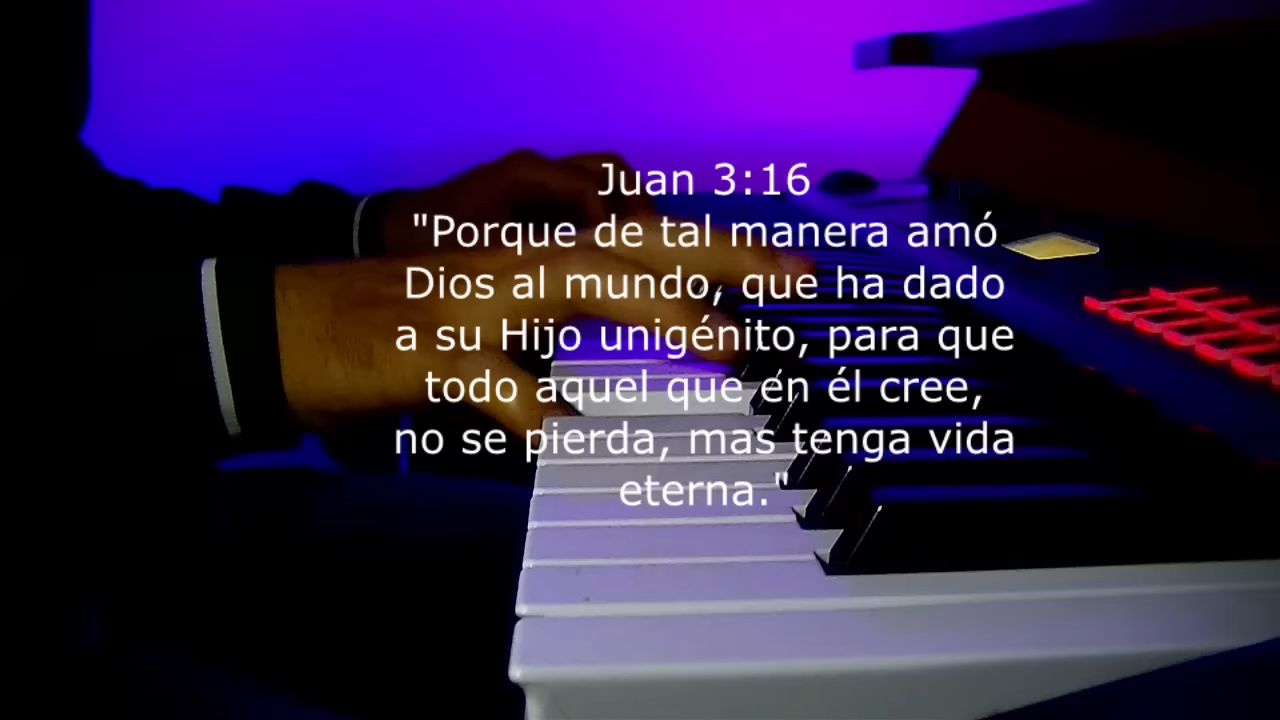 Juan 3:16
"Porque de tal manera amó
Dios al mundo, que ha dado
a su Hijo unigénito, para que
todo aquel que en él cree,
no se pierda, mas tenga vida
eterna."